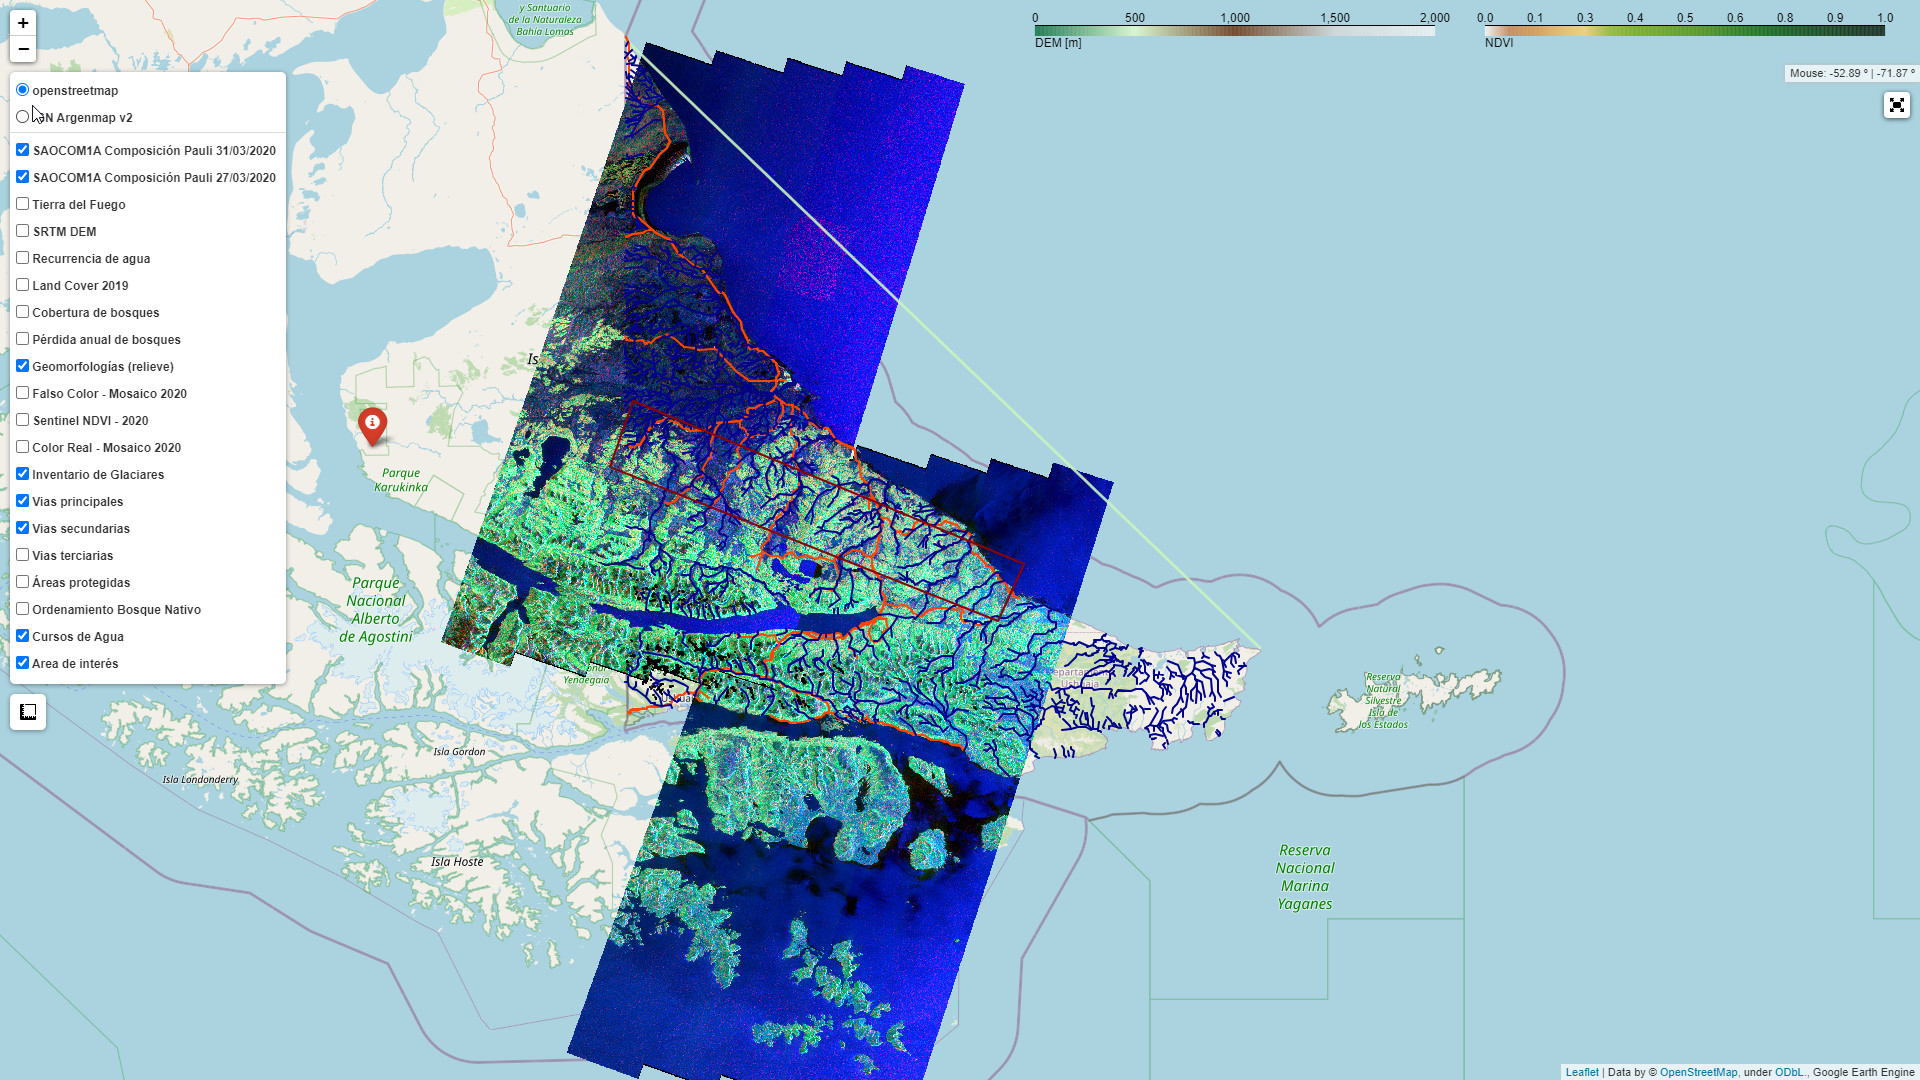 +
−
openstreetmap
N Argenmap v2
SAOCOM1A Composición Pauli 31/03/2020
SAOCOM1A Composición Pauli 27/03/2020
Tierra del Fuego
SRTM DEM
Recurrencia de agua
Land Cover 2019
Cobertura de bosques
Pérdida anual de bosques
Geomorfologías (relieve)
Falso Color - Mosaico 2020
Sentinel NDVI - 2020
Color Real - Mosaico 2020
Inventario de Glaciares
Vias principales
Vias secundarias
Vias terciarias
Áreas protegidas
Ordenamiento Bosque Nativo
Cursos de Agua
Area de interés
y Santuario
de la Naturaleza
Bahia Lomas
0 500 1,000 1,500 2,000
DEM [m]
0.0 0.1 0.3 0.4 0.5 0.6 0.8 0.9 1.0
NDVI
Mouse: -52.89 ° | -71.87 °
Is
Parque
Karukinka
Parque
Nacional
Alberto
de Agostini
Yendegaia
Isla Gordon
Isla Londonderry
Isla Hoste
Reserva
Natural
Silvestre
Isla de
los Estados
Reserva
Nacional
Marina
Yaganes
Leaflet | Data by © OpenStreetMap, under ODbL., Google Earth Engine